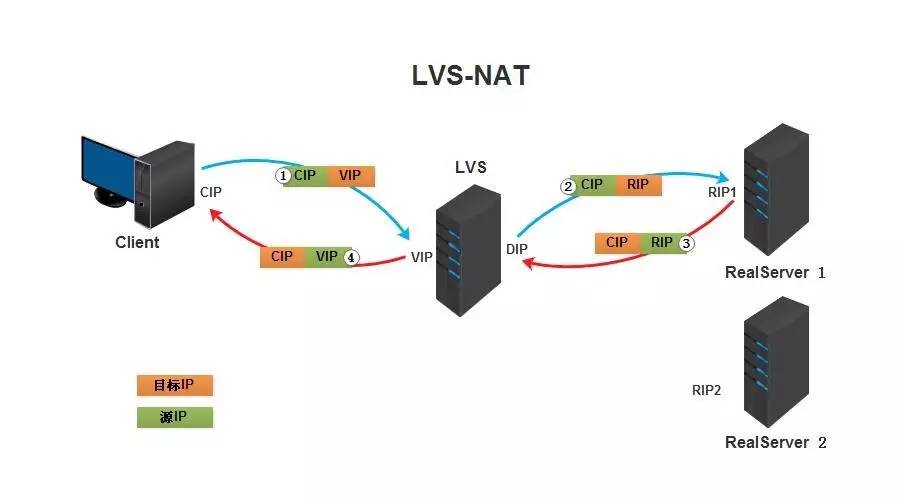 LVS-NAT
LVS
① CIP VIP
② CIP RIP
CIP
RIP1
CIP RIP ③
Client
CIP VIP ④
VIP
DIP
RealServer 1
目标IP
源IP
RIP2
RealServer 2